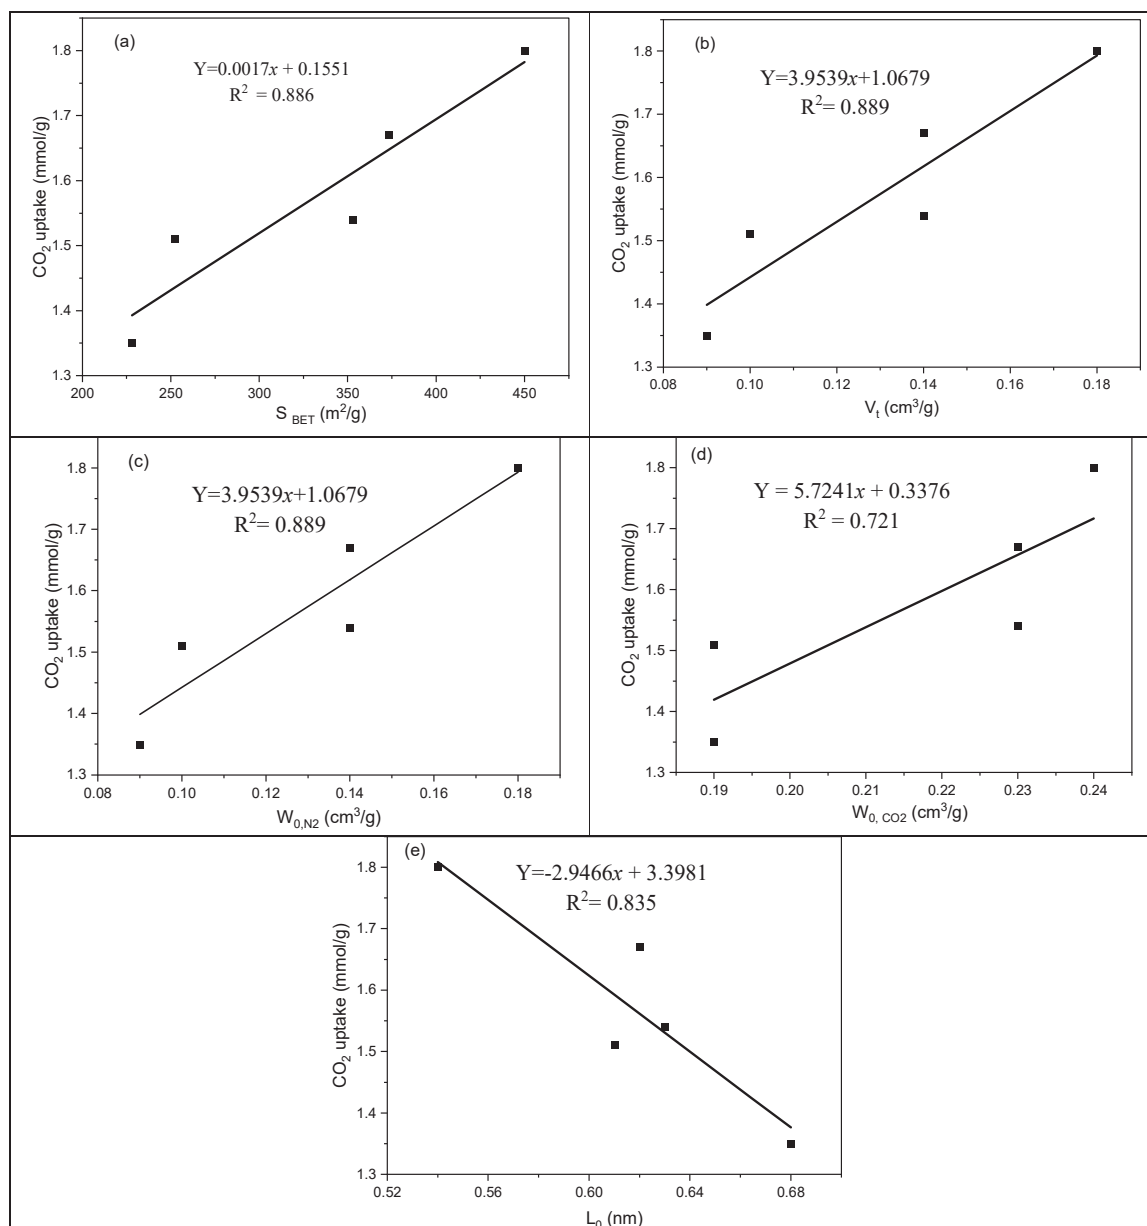 (a)
Y=0.0017x + 0.1551
R² = 0.886
CO₂ uptake (mmol/g)
1.8
1.7
1.6
1.5
1.4
1.3
200 250 300 350 400 450
S BET (m²/g)
(b)
Y=3.9539x+1.0679
R²= 0.889
CO₂ uptake (mmol/g)
1.8
1.7
1.6
1.5
1.4
1.3
0.08 0.10 0.12 0.14 0.16 0.18
Vt (cm³/g)
(c)
Y=3.9539x+1.0679
R²= 0.889
CO₂ uptake (mmol/g)
1.8
1.7
1.6
1.5
1.4
1.3
0.08 0.10 0.12 0.14 0.16 0.18
W0,N2 (cm³/g)
(d)
Y = 5.7241x + 0.3376
R² = 0.721
CO₂ uptake (mmol/g)
1.8
1.7
1.6
1.5
1.4
1.3
0.19 0.20 0.21 0.22 0.23 0.24
W0, CO2 (cm³/g)
(e)
Y=-2.9466x + 3.3981
R²= 0.835
CO₂ uptake (mmol/g)
1.8
1.7
1.6
1.5
1.4
1.3
0.52 0.56 0.60 0.64 0.68
L₀ (nm)